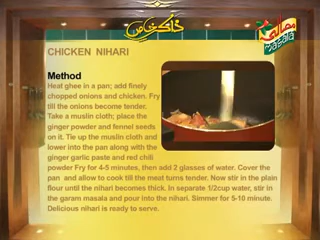 CHICKEN NIHARI
Method
Heat ghee in a pan; add finely
chopped onions and chicken. Fry
till the onions become tender.
Take a muslin cloth; place the
ginger powder and fennel seeds
on it. Tie up the muslin cloth and
lower into the pan along with the
ginger garlic paste and red chili
powder Fry for 4-5 minutes, then add 2 glasses of water. Cover the
pan and allow to cook till the meat turns tender. Now stir in the plain
flour until the nihari becomes thick. In separate 1/2cup water, stir in
the garam masala and pour into the nihari. Simmer for 5-10 minute.
Delicious nihari is ready to serve.